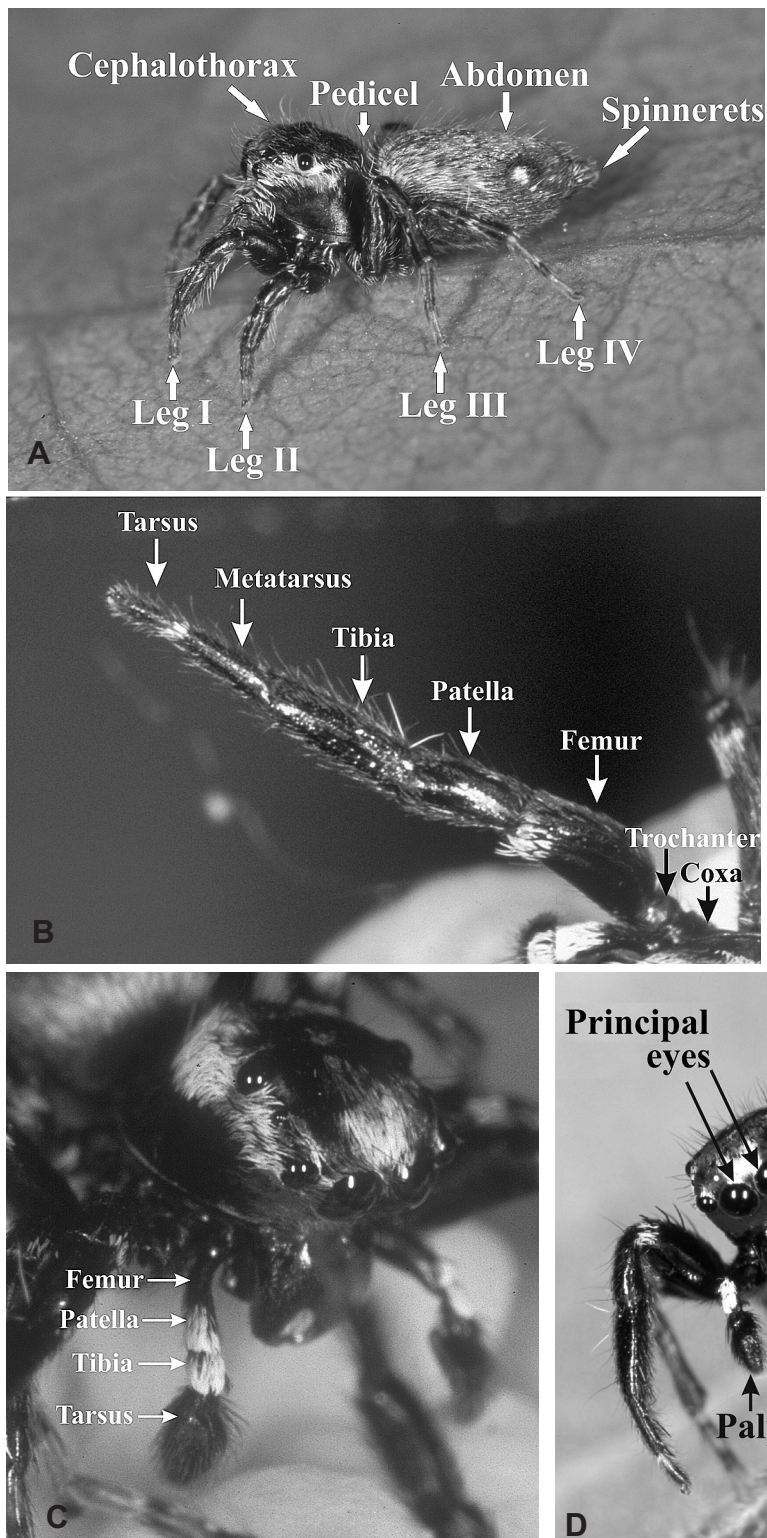 Cephalothorax
Pedicel
Abdomen
Spinnerets
Leg I
Leg II
Leg III
Leg IV
A
Tarsus
Metatarsus
Tibia
Patella
Femur
Trochanter
Coxa
B
Femur
Patella
Tibia
Tarsus
C
Principal
eyes
Pal
D